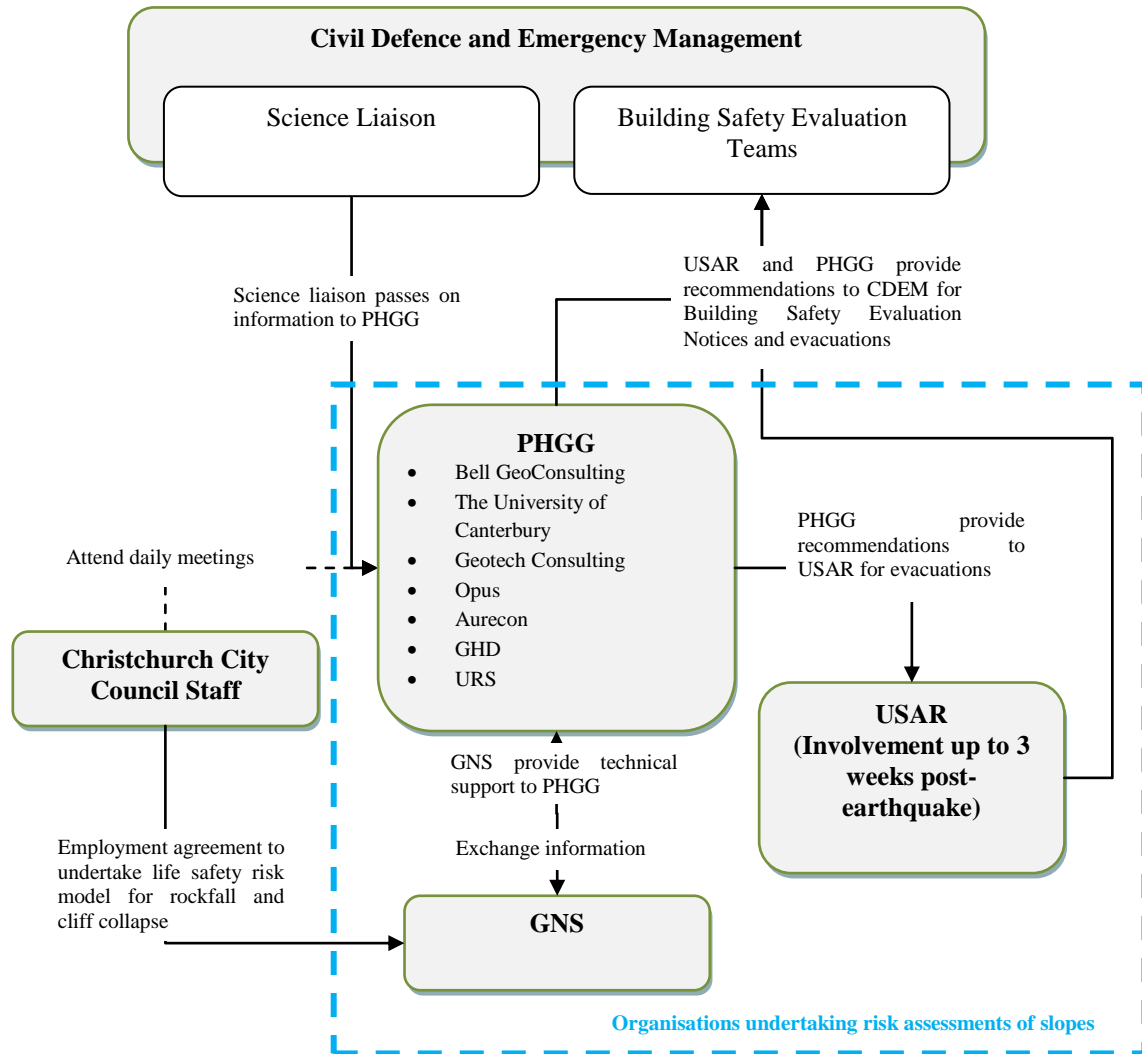 Civil Defence and Emergency Management
Science Liaison
Building Safety Evaluation
Teams
Science liaison passes on
information to PHGG
USAR and PHGG provide
recommendations to CDEM for
Building Safety Evaluation
Notices and evacuations
PHGG
• Bell GeoConsulting
• The University of
Canterbury
• Geotech Consulting
• Opus
• Aurecon
• GHD
• URS
PHGG provide
recommendations to
USAR for evacuations
Attend daily meetings
Christchurch City
Council Staff
USAR
(Involvement up to 3
weeks post-
earthquake)
GNS provide technical
support to PHGG
Exchange information
Employment agreement to
undertake life safety risk
model for rockfall and
cliff collapse
GNS
Organisations undertaking risk assessments of slopes